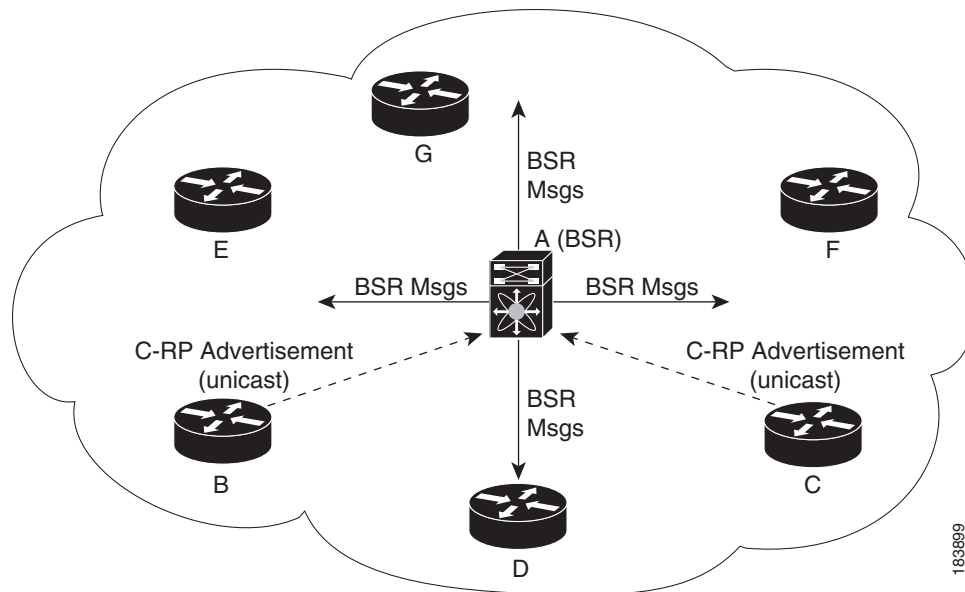 G
BSR
Msgs
E
F
A (BSR)
BSR Msgs
BSR Msgs
C-RP Advertisement
(unicast)
C-RP Advertisement
(unicast)
BSR
Msgs
B
C
D
183899